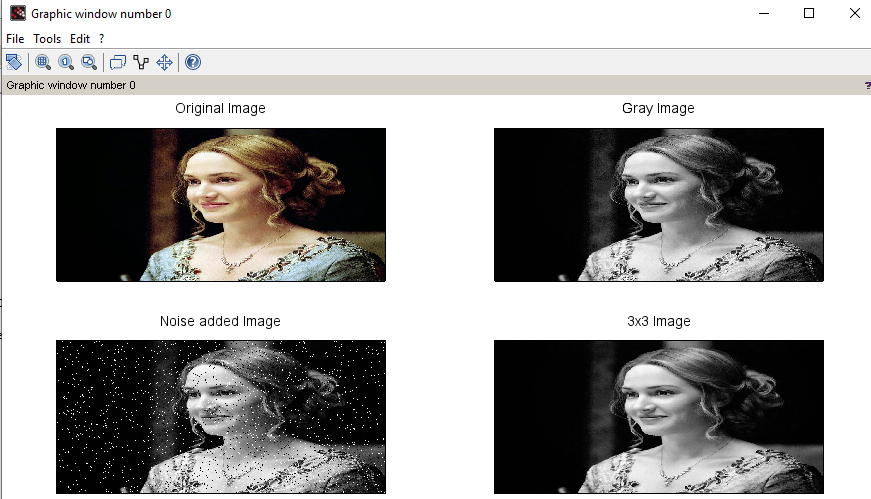 Graphic window number 0
File Tools Edit ?
Graphic window number 0
?
Original Image
Gray Image
Noise added Image
3x3 Image